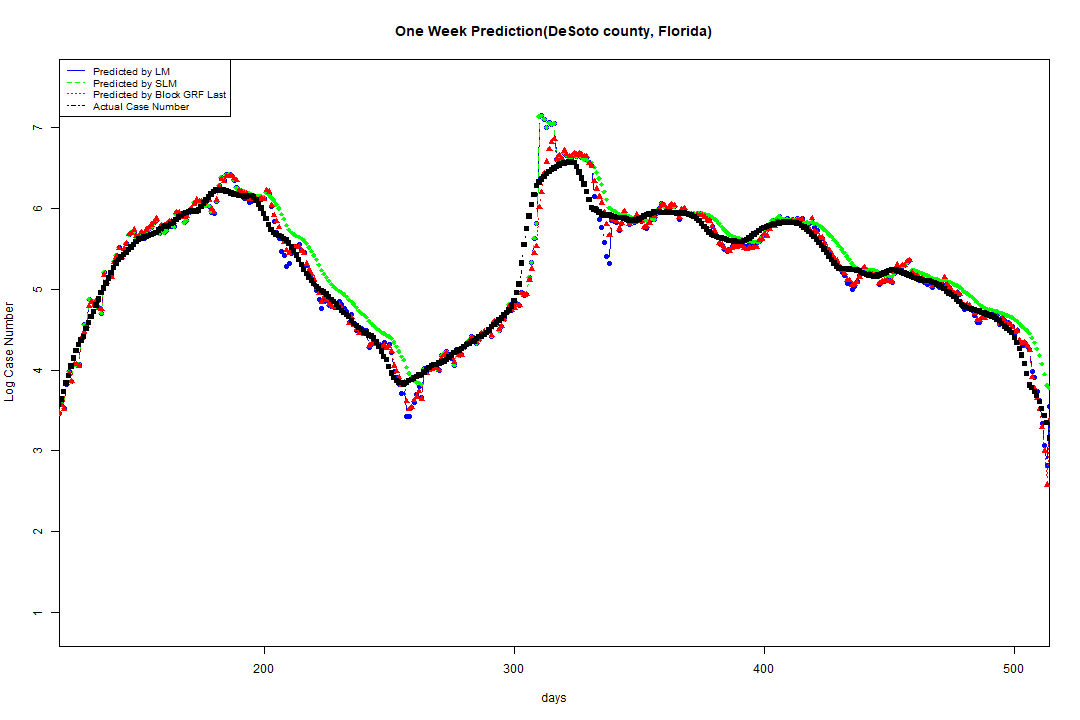 One Week Prediction(DeSoto county, Florida)
Predicted by LM
Predicted by SLM
Predicted by Block GRF Last
Actual Case Number
Log Case Number
7
6
5
4
3
2
1
200
300
400
500
days